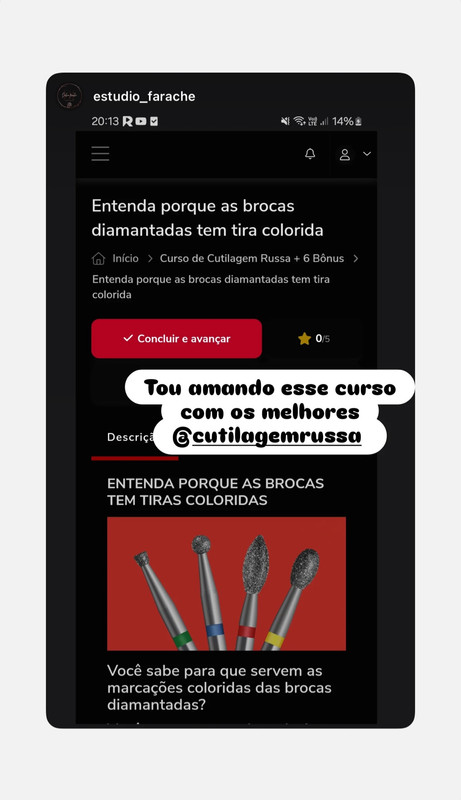 estudio_farache
20:13
14%
Entenda porque as brocas
diamantadas tem tira colorida
Início > Curso de Cutilagem Russa + 6 Bônus >
Entenda porque as brocas diamantadas tem tira
colorida
Concluir e avançar
0/5
Tou amando esse curso
com os melhores
@cutilagemrussa
Descriç
ENTENDA PORQUE AS BROCAS
TEM TIRAS COLORIDAS
Você sabe para que servem as
marcações coloridas das brocas
diamantadas?